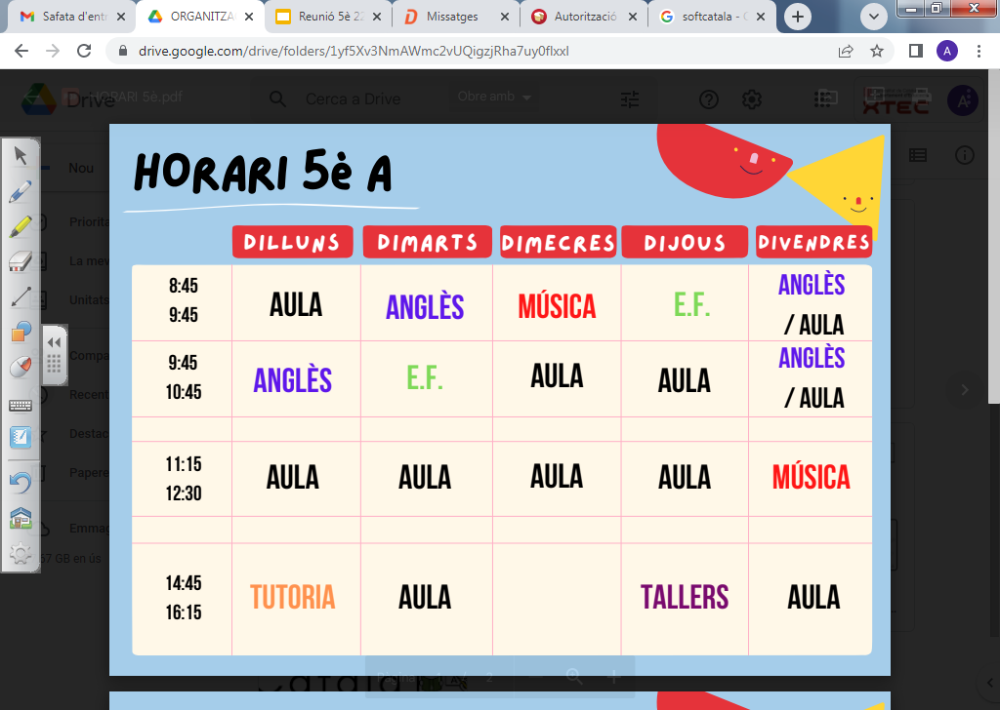 Safata d'entr
ORGANITZA
Reunió 5è 22
Missatges
Autorització
softcatala - G
drive.google.com/drive/folders/1yf5Xv3NmAWmc2vUQigzjRha7uy0flxxl
A
Drive
HORARI 5è.pdf
Cerca a Drive
Obre amb
XTEC
A
Nou
Priorita
La mev
Unitats
Compa
Recent
Destac
Papere
Emmag
57 GB en ús
HORARI 5è A
DILLUNS DIMARTS DIMECRES DIJOUS DIVENDRES
8:45
9:45
AULA ANGLÈS MÚSICA E.F. ANGLÈS
/ AULA
9:45
10:45
ANGLÈS E.F. AULA AULA ANGLÈS
/ AULA
11:15
12:30
AULA AULA AULA AULA MÚSICA
14:45
16:15
TUTORIA AULA TALLERS AULA